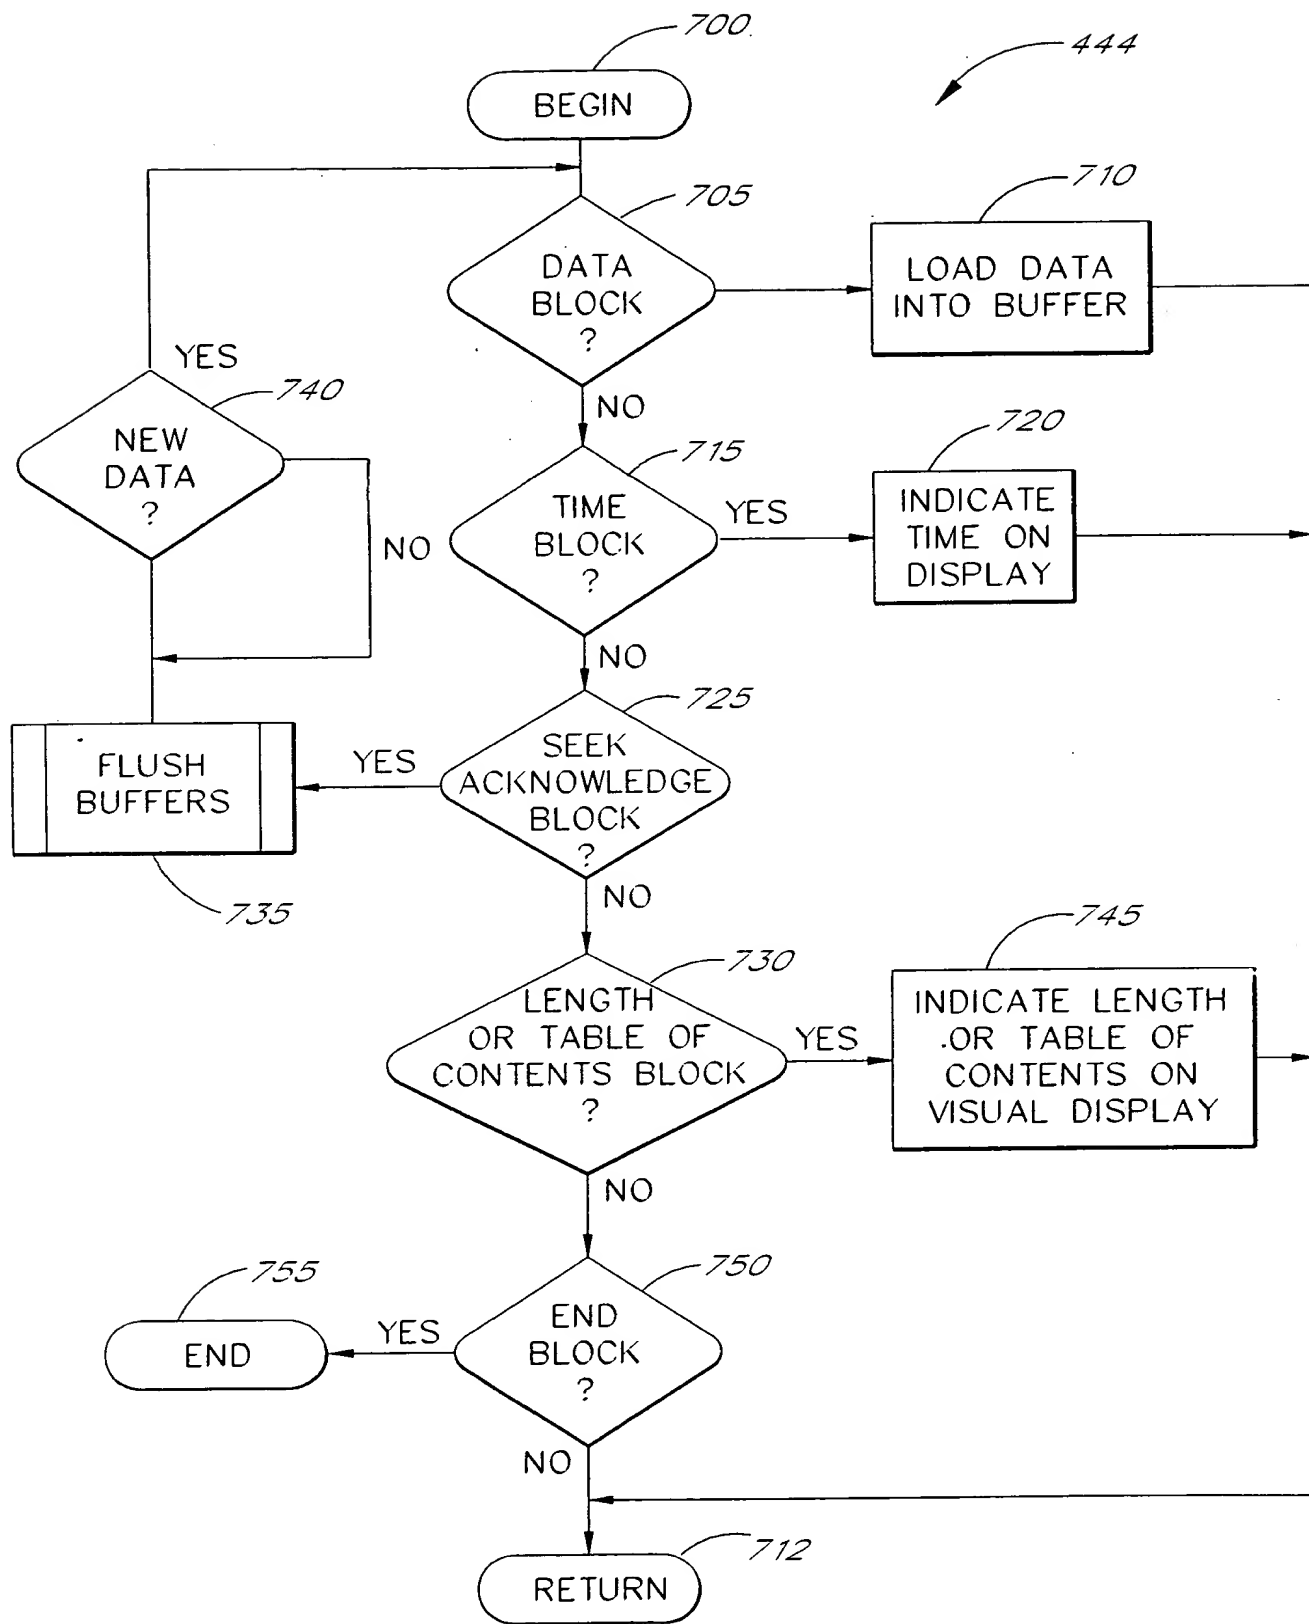 700
444
BEGIN
705
710
DATA
BLOCK
?
LOAD DATA
INTO BUFFER
YES
740
NO
NEW
DATA
?
715
720
TIME
BLOCK
?
YES
INDICATE
TIME ON
DISPLAY
NO
NO
725
FLUSH
BUFFERS
YES
SEEK
ACKNOWLEDGE
BLOCK
?
735
NO
730
745
LENGTH
OR TABLE OF
CONTENTS BLOCK
?
YES
INDICATE LENGTH
OR TABLE OF
CONTENTS ON
VISUAL DISPLAY
NO
755
750
END
YES
END
BLOCK
?
NO
712
RETURN